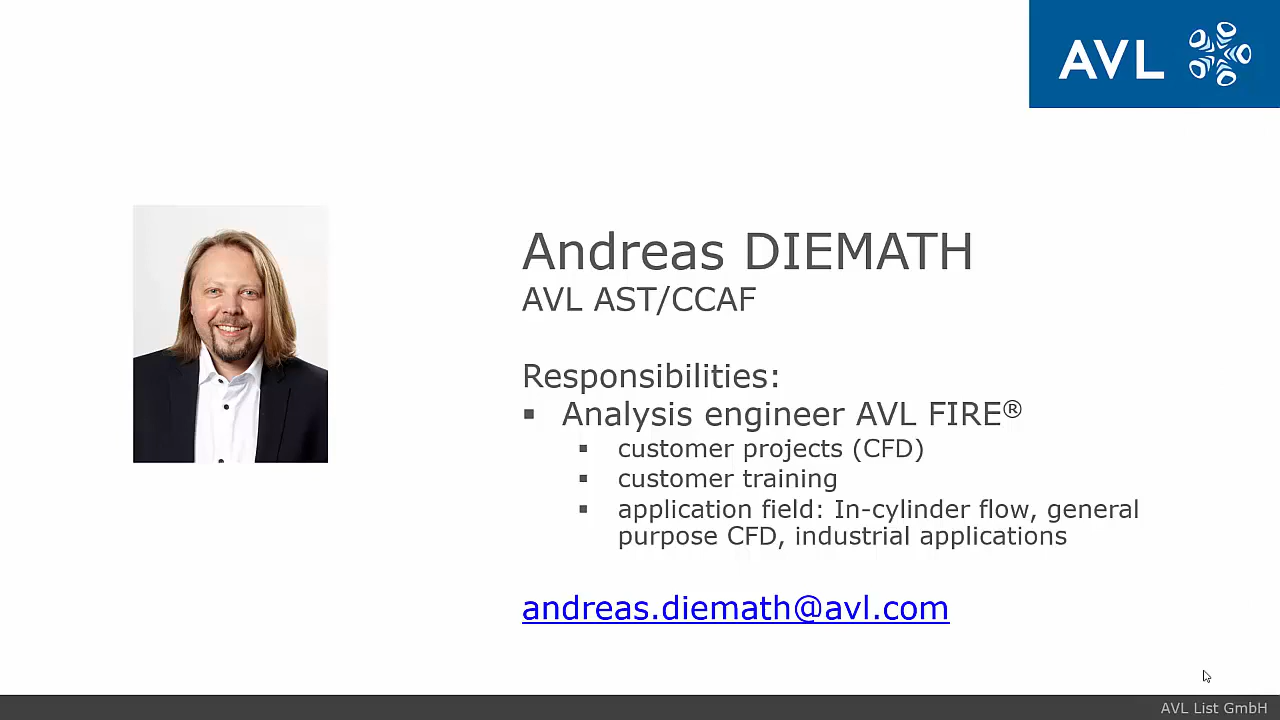 AVL
Andreas DIEMATH
AVL AST/CCAF
Responsibilities:
▪ Analysis engineer AVL FIRE®
▪ customer projects (CFD)
▪ customer training
▪ application field: In-cylinder flow, general
purpose CFD, industrial applications
andreas.diemath@avl.com
AVL List GmbH